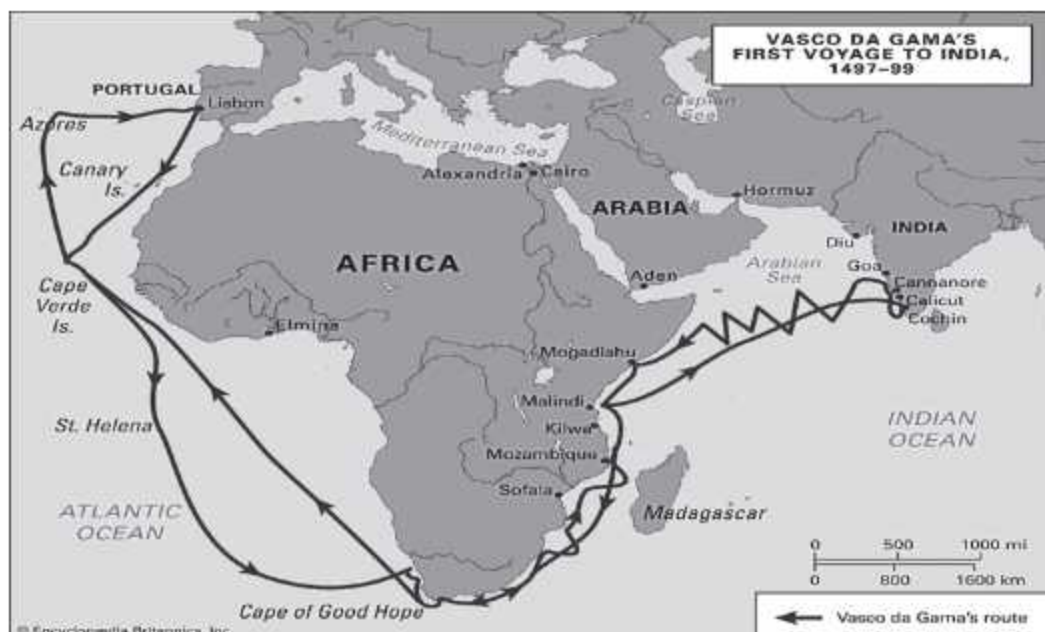 VASCO DA GAMA'S
FIRST VOYAGE TO INDIA,
1497–99
PORTUGAL
Lisbon
Azores
Canary
Is.
Mediterranean Sea
Caspian
Sea
Alexandria
Cairo
ARABIA
Hormuz
INDIA
Diu
AFRICA
Aden
Arabian
Sea
Goa
Cannanore
Calicut
Cochin
Cape
Verde
Is.
Elmina
Mogadishu
Malindi
Kilwa
St. Helena
INDIAN
OCEAN
Mozambique
Sofala
Madagascar
ATLANTIC
OCEAN
0 500 1000 mi
0 800 1600 km
Cape of Good Hope
Vasco da Gama's route
© Encyclopædia Britannica, Inc.